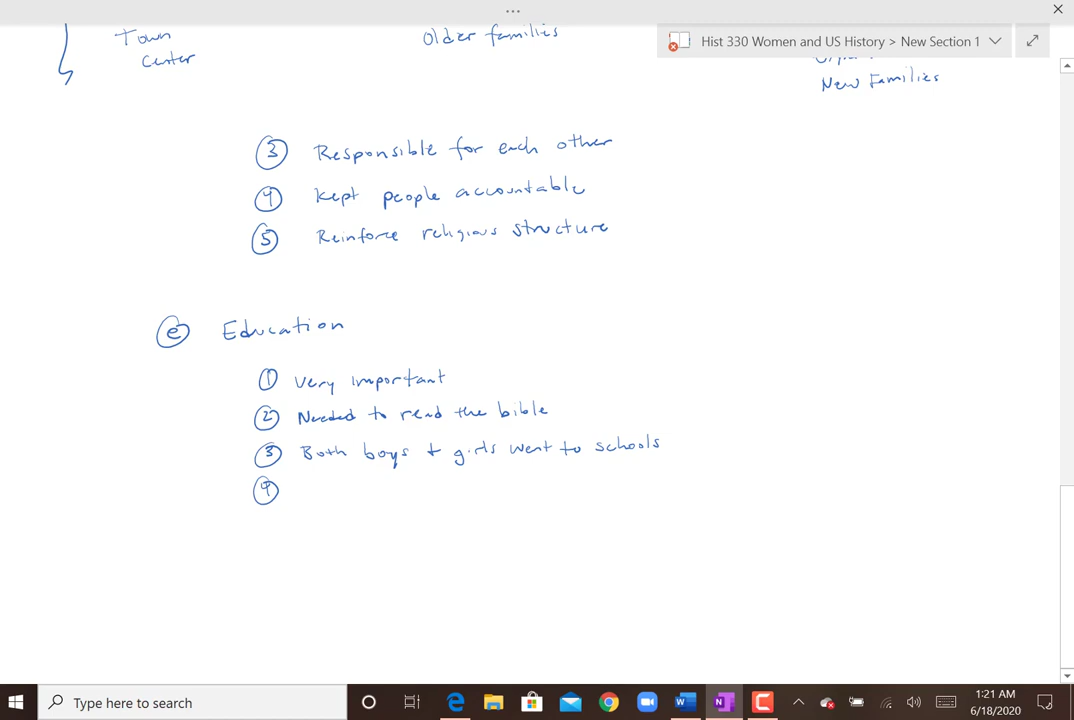 ...
Town
Older families
Hist 330 Women and US History > New Section 1
Center
New Families
③ Responsible for each other
④ Kept people accountable
⑤ Reinforce religious structure
ⓔ Education
① Very important
② Needed to read the bible
③ Both boys + girls went to schools
④
Type here to search
1:21 AM
6/18/2020